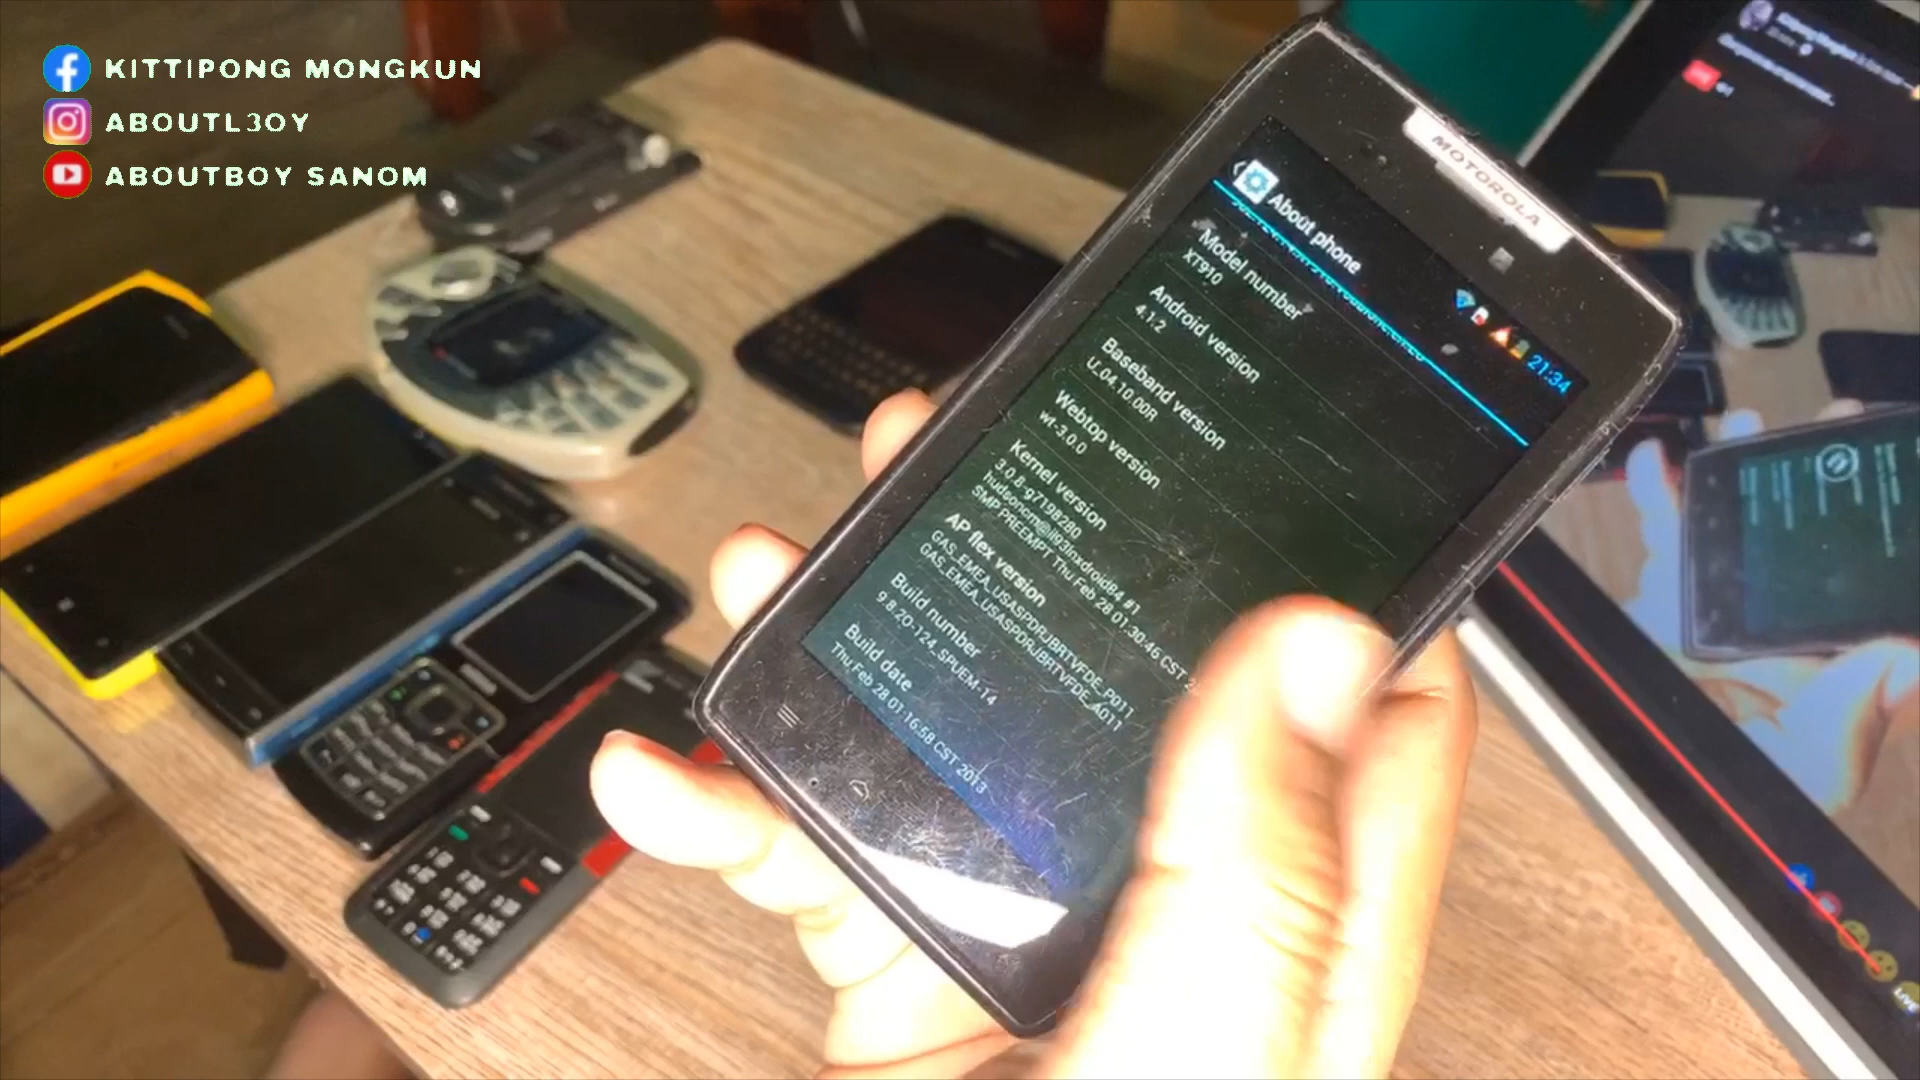 KITTIPONG MONGKUN
ABOUTL3OY
ABOUTBOY SANOM
MOTOROLA
21:34
About phone
Model number
XT910
Android version
4.1.2
Baseband version
U_04.10.00R
Webtop version
wt-3.0.0
Kernel version
3.0.8-g7198280
hudsoncm@il93lnxdroid84 #1
SMP PREEMPT Thu Feb 28 01:30:46 CST
AP flex version
GAS_EMEA_USASPDRJBRTVFDE_P011
GAS_EMEA_USASPDRJBRTVFDE_A011
Build number
9.8.2O-124_SPUEM-14
Build date
Thu Feb 28 01:16:58 CST 2013
LIVE